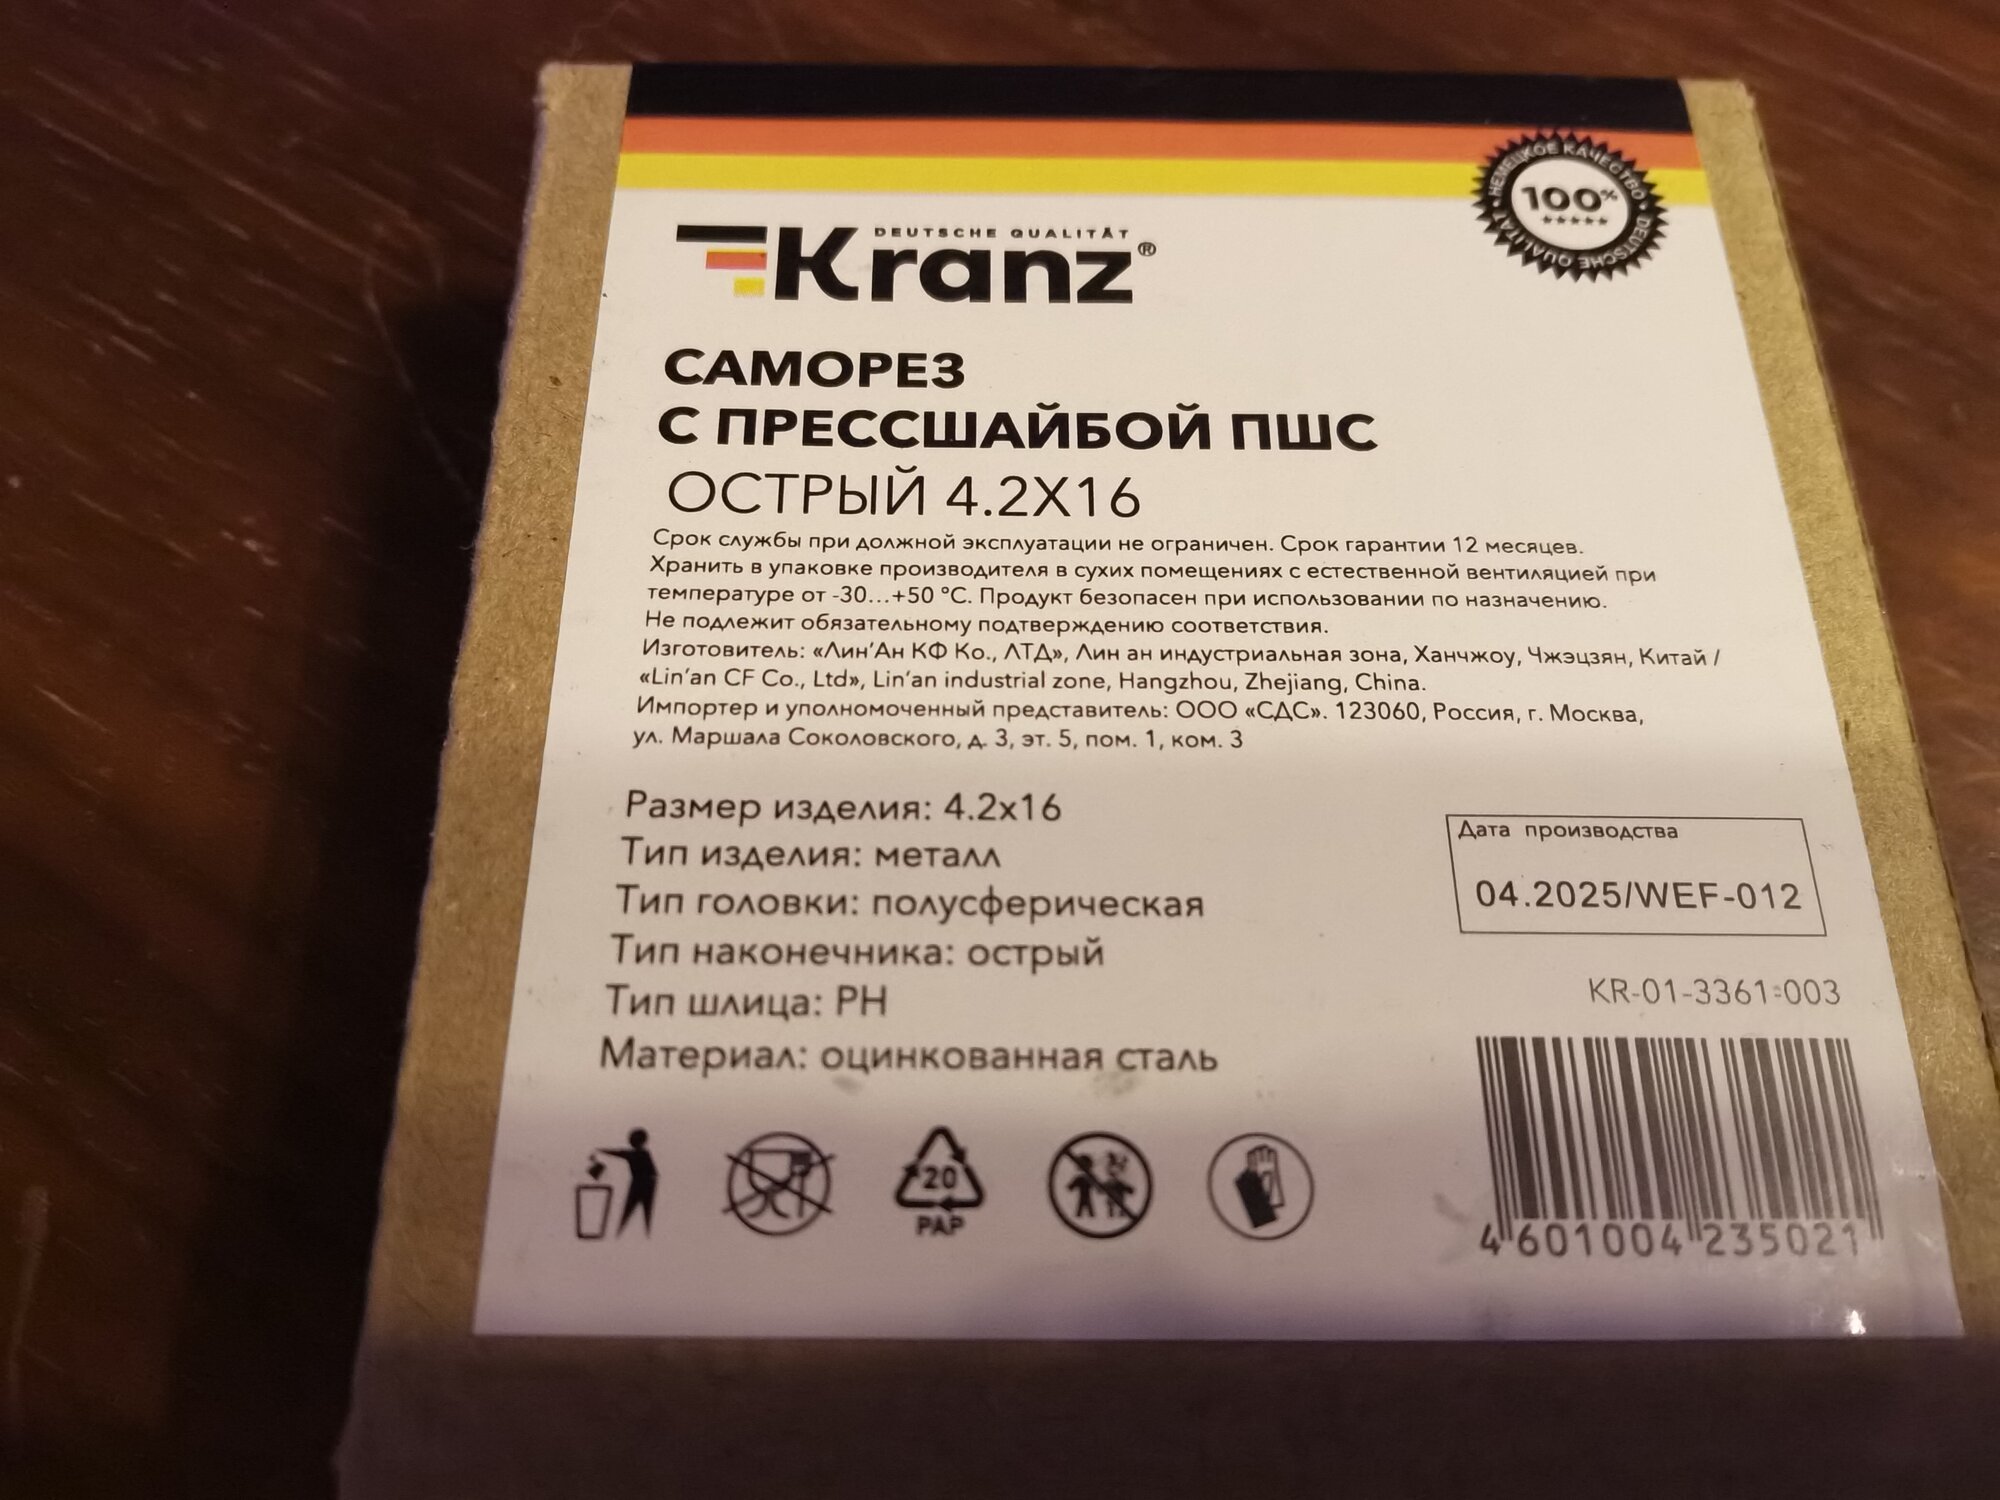 НЕМЕЦКОЕ КАЧЕСТВО • DEUTSCHE QUALITÄT •
100%
DEUTSCHE QUALITÄT
Kranz®
САМОРЕЗ
С ПРЕССШАЙБОЙ ПШС
ОСТРЫЙ 4.2X16
Срок службы при должной эксплуатации не ограничен. Срок гарантии 12 месяцев.
Хранить в упаковке производителя в сухих помещениях с естественной вентиляцией при
температуре от -30...+50 °C. Продукт безопасен при использовании по назначению.
Не подлежит обязательному подтверждению соответствия.
Изготовитель: «Лин’Ан КФ Ко., ЛТД», Лин ан индустриальная зона, Ханчжоу, Чжэцзян, Китай /
«Lin’an CF Co., Ltd», Lin’an industrial zone, Hangzhou, Zhejiang, China.
Импортер и уполномоченный представитель: ООО «СДС». 123060, Россия, г. Москва,
ул. Маршала Соколовского, д. 3, эт. 5, пом. 1, ком. 3
Размер изделия: 4.2x16
Тип изделия: металл
Тип головки: полусферическая
Тип наконечника: острый
Тип шлица: PH
Материал: оцинкованная сталь
Дата производства
04.2025/WEF-012
KR-01-3361-003
20
PAP
4 601004 235021